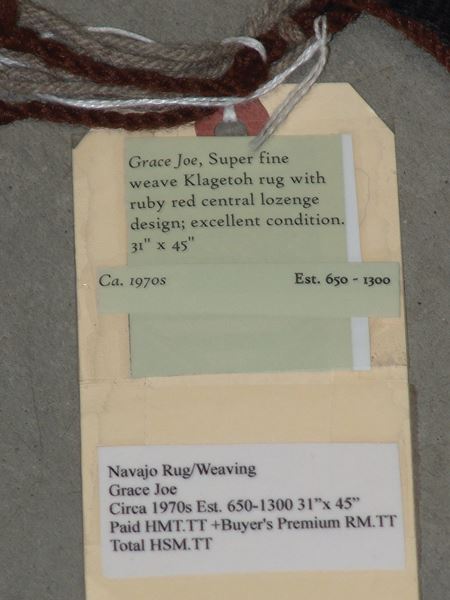 Grace Joe, Super fine
weave Klagetoh rug with
ruby red central lozenge
design; excellent condition.
31" x 45"
Ca. 1970s Est. 650 - 1300
Navajo Rug/Weaving
Grace Joe
Circa 1970s Est. 650-1300 31”x 45”
Paid HMT.TT +Buyer's Premium RM.TT
Total HSM.TT